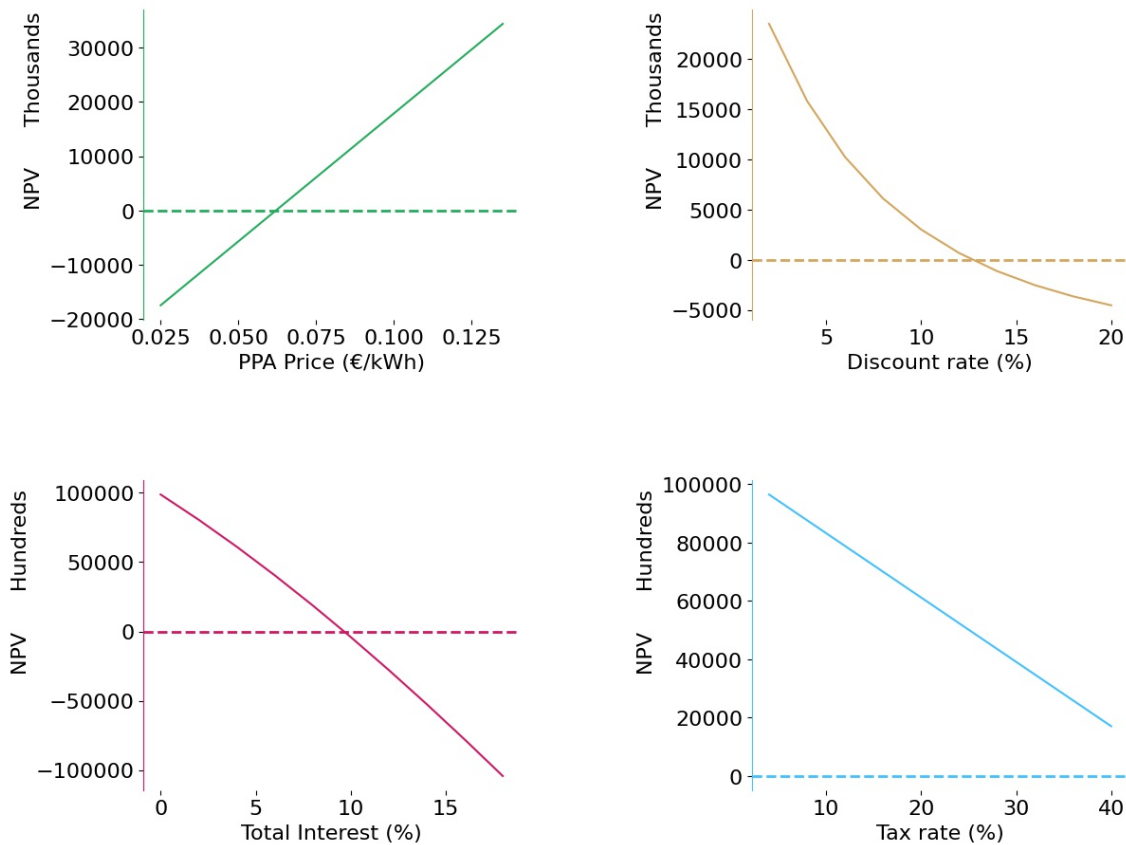 NPV      Thousands
30000
20000
10000
0
−10000
−20000
0.025 0.050 0.075 0.100 0.125
PPA Price (€/kWh)
NPV      Thousands
20000
15000
10000
5000
0
−5000
5 10 15 20
Discount rate (%)
NPV      Hundreds
100000
50000
0
−50000
−100000
0 5 10 15
Total Interest (%)
NPV      Hundreds
100000
80000
60000
40000
20000
0
10 20 30 40
Tax rate (%)